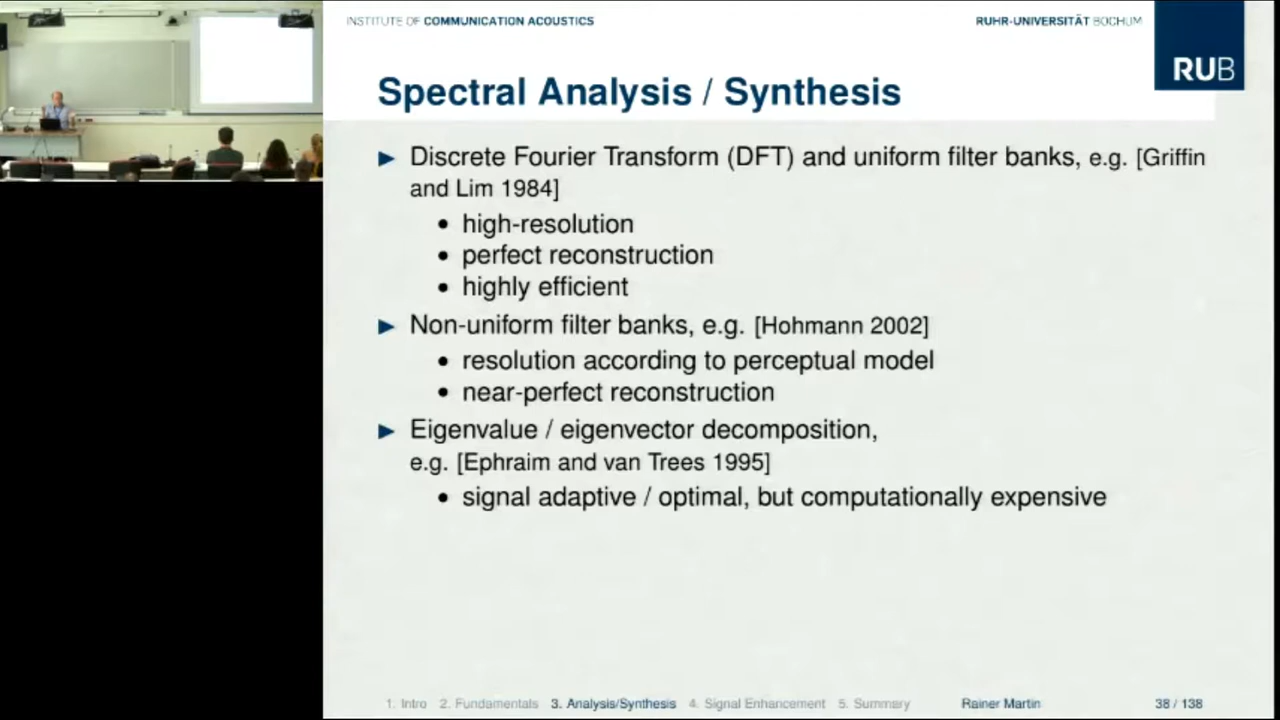 INSTITUTE OF COMMUNICATION ACOUSTICS
RUHR-UNIVERSITÄT BOCHUM
RUB
Spectral Analysis / Synthesis
Discrete Fourier Transform (DFT) and uniform filter banks, e.g. [Griffin
and Lim 1984]
• high-resolution
• perfect reconstruction
• highly efficient
Non-uniform filter banks, e.g. [Hohmann 2002]
• resolution according to perceptual model
• near-perfect reconstruction
Eigenvalue / eigenvector decomposition,
e.g. [Ephraim and van Trees 1995]
• signal adaptive / optimal, but computationally expensive
1. Intro 2. Fundamentals 3. Analysis/Synthesis 4. Signal Enhancement 5. Summary Rainer Martin 38 / 138